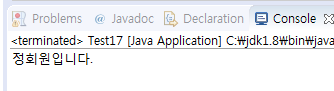 Problems @ Javadoc Declaration Console
<terminated> Test17 [Java Application] C:₩jdk1.8₩bin₩java
정회원입니다.